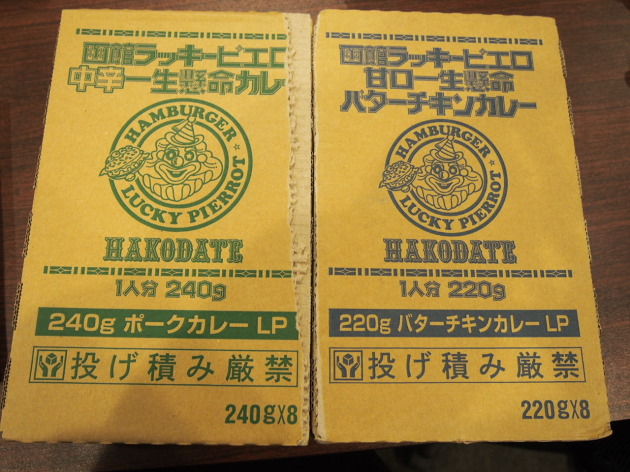 函館ラッキーピエロ
中辛一生懸命カレー
HAMBURGER
LUCKY PIERROT
HAKODATE
1人分 240g
240g ポークカレー LP
投げ積み厳禁
240g×8
函館ラッキーピエロ
甘口一生懸命
バターチキンカレー
HAMBURGER
LUCKY PIERROT
HAKODATE
1人分 220g
220g バターチキンカレー LP
投げ積み厳禁
220g×8